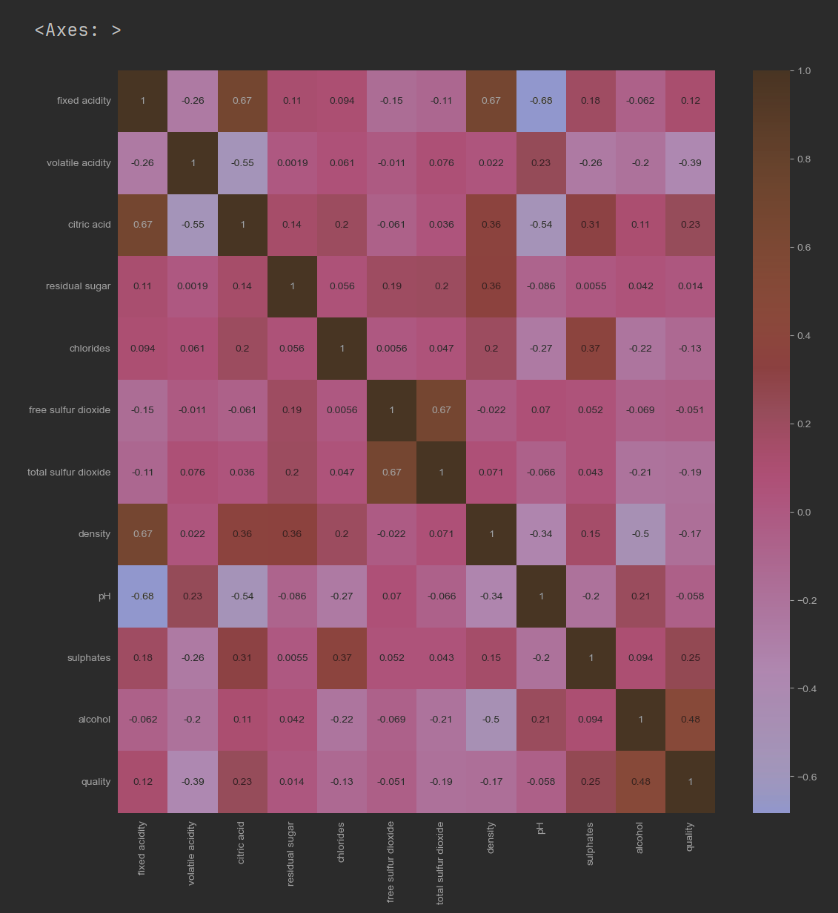 <Axes: >
fixed acidity 1 -0.26 0.67 0.11 0.094 -0.15 -0.11 0.67 -0.68 0.18 -0.062 0.12
volatile acidity -0.26 1 -0.55 0.0019 0.061 -0.011 0.076 0.022 0.23 -0.26 -0.2 -0.39
citric acid 0.67 -0.55 1 0.14 0.2 -0.061 0.036 0.36 -0.54 0.31 0.11 0.23
residual sugar 0.11 0.0019 0.14 1 0.056 0.19 0.2 0.36 -0.086 0.0055 0.042 0.014
chlorides 0.094 0.061 0.2 0.056 1 0.0056 0.047 0.2 -0.27 0.37 -0.22 -0.13
free sulfur dioxide -0.15 -0.011 -0.061 0.19 0.0056 1 0.67 -0.022 0.07 0.052 -0.069 -0.051
total sulfur dioxide -0.11 0.076 0.036 0.2 0.047 0.67 1 0.071 -0.066 0.043 -0.21 -0.19
density 0.67 0.022 0.36 0.36 0.2 -0.022 0.071 1 -0.34 0.15 -0.5 -0.17
pH -0.68 0.23 -0.54 -0.086 -0.27 0.07 -0.066 -0.34 1 -0.2 0.21 -0.058
sulphates 0.18 -0.26 0.31 0.0055 0.37 0.052 0.043 0.15 -0.2 1 0.094 0.25
alcohol -0.062 -0.2 0.11 0.042 -0.22 -0.069 -0.21 -0.5 0.21 0.094 1 0.48
quality 0.12 -0.39 0.23 0.014 -0.13 -0.051 -0.19 -0.17 -0.058 0.25 0.48 1
fixed acidity
volatile acidity
citric acid
residual sugar
chlorides
free sulfur dioxide
total sulfur dioxide
density
pH
sulphates
alcohol
quality
1.0
0.8
0.6
0.4
0.2
0.0
−0.2
−0.4
−0.6